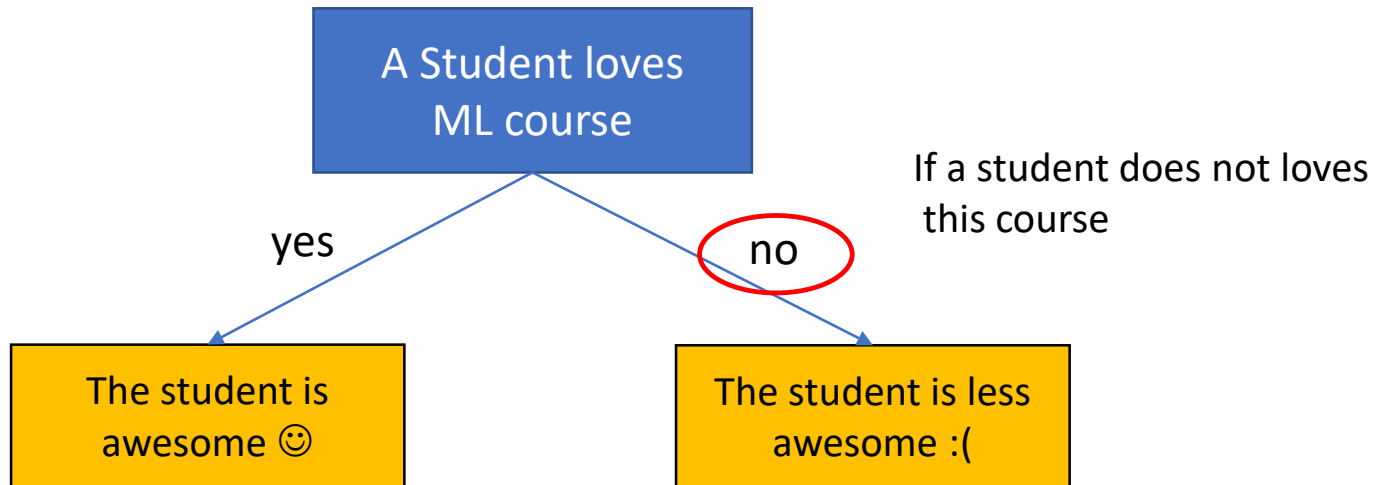 A Student loves
ML course
If a student does not loves
this course
yes
no
The student is
awesome ☺
The student is less
awesome :(